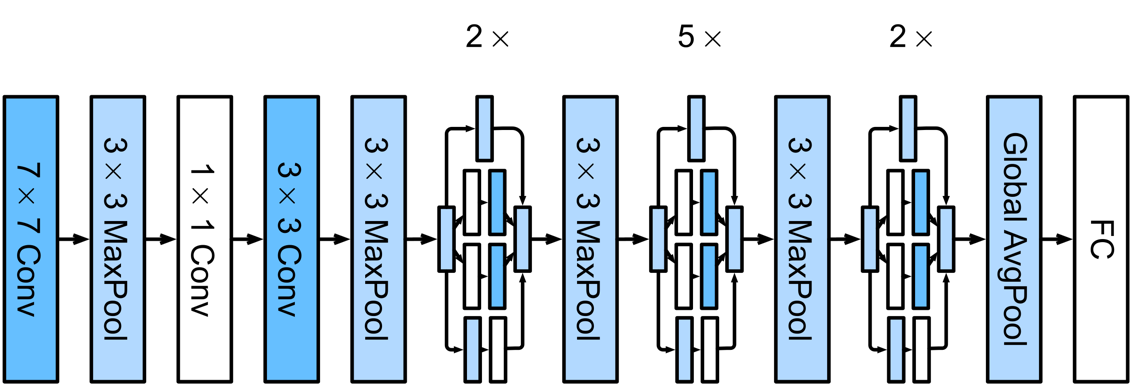 2 ×
5 ×
2 ×
7 × 7 Conv
3 × 3 MaxPool
1 × 1 Conv
3 × 3 Conv
3 × 3 MaxPool
3 × 3 MaxPool
3 × 3 MaxPool
Global AvgPool
FC